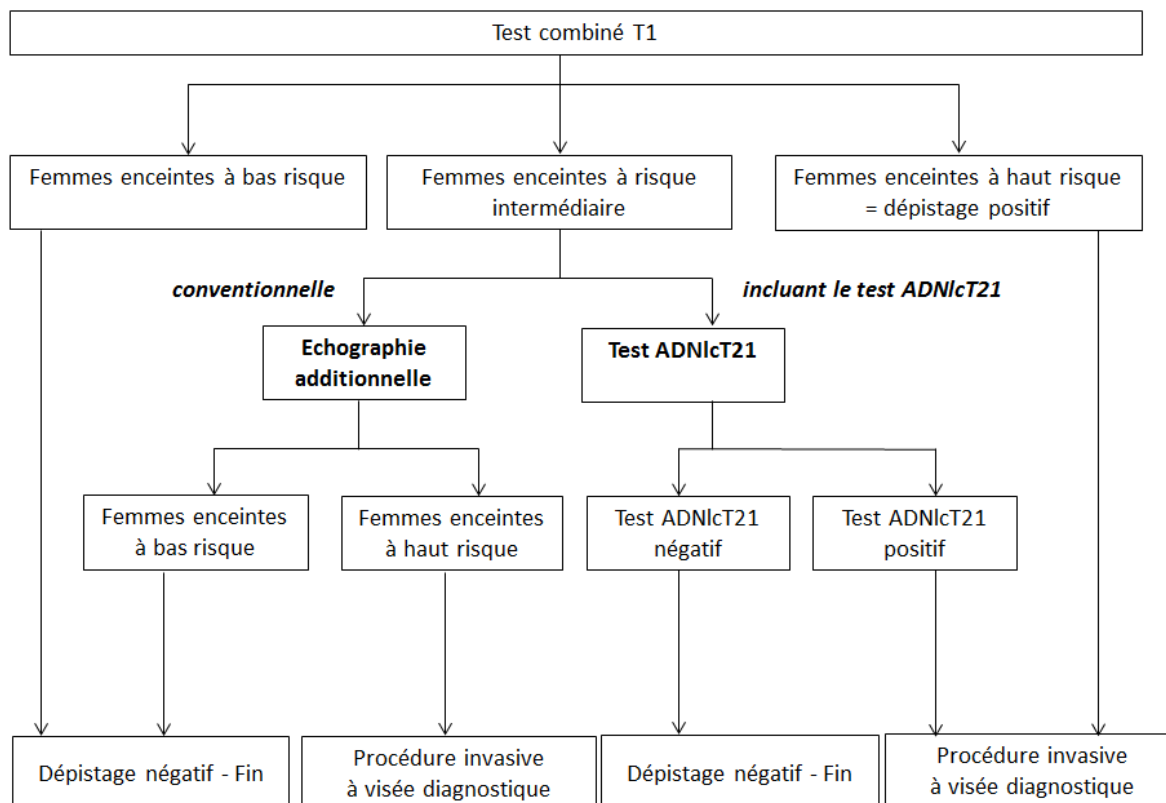 Test combiné T1
Femmes enceintes à bas risque
Femmes enceintes à risque
intermédiaire
Femmes enceintes à haut risque
= dépistage positif
conventionnelle
incluant le test ADNlcT21
Echographie
additionnelle
Test ADNlcT21
Femmes enceintes
à bas risque
Femmes enceintes
à haut risque
Test ADNlcT21
négatif
Test ADNlcT21
positif
Dépistage négatif - Fin
Procédure invasive
à visée diagnostique
Dépistage négatif - Fin
Procédure invasive
à visée diagnostique